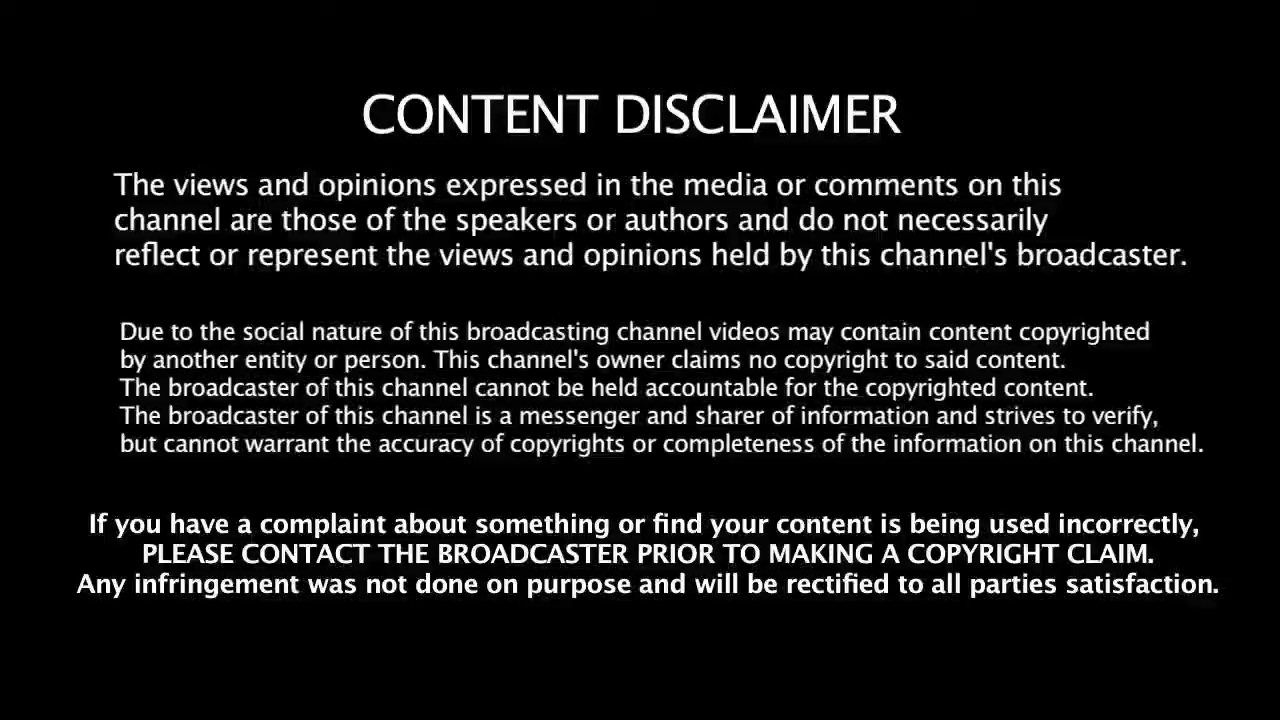 CONTENT DISCLAIMER
The views and opinions expressed in the media or comments on this
channel are those of the speakers or authors and do not necessarily
reflect or represent the views and opinions held by this channel's broadcaster.
Due to the social nature of this broadcasting channel videos may contain content copyrighted
by another entity or person. This channel's owner claims no copyright to said content.
The broadcaster of this channel cannot be held accountable for the copyrighted content.
The broadcaster of this channel is a messenger and sharer of information and strives to verify,
but cannot warrant the accuracy of copyrights or completeness of the information on this channel.
If you have a complaint about something or find your content is being used incorrectly,
PLEASE CONTACT THE BROADCASTER PRIOR TO MAKING A COPYRIGHT CLAIM.
Any infringement was not done on purpose and will be rectified to all parties satisfaction.